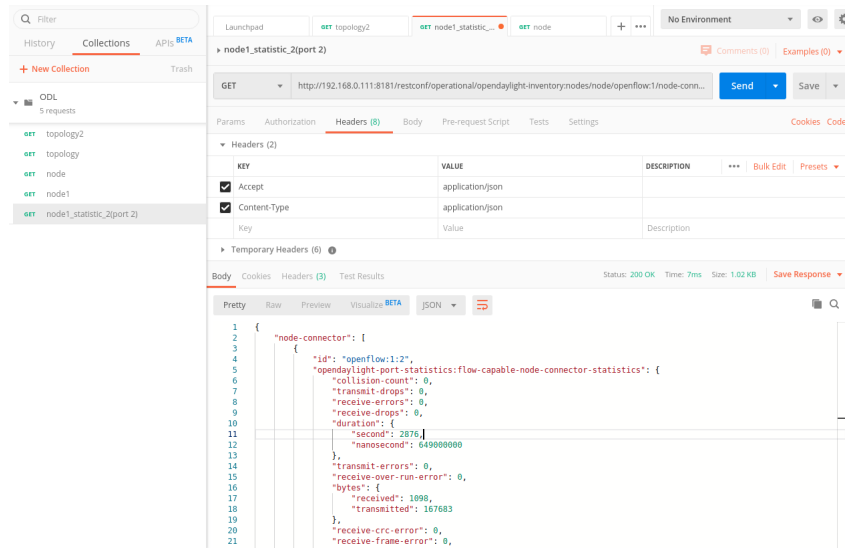 Filter
History Collections APIs BETA
+ New Collection Trash
ODL
5 requests
GET topology2
GET topology
GET node
GET node1
GET node1_statistic_2(port 2)
Launchpad GET topology2 GET node1_statistic_... GET node + ••• No Environment
node1_statistic_2(port 2) Comments (0) Examples (0)
GET http://192.168.0.111:8181/restconf/operational/opendaylight-inventory:nodes/node/openflow:1/node-conn... Send Save
Params Authorization Headers (8) Body Pre-request Script Tests Settings Cookies Code
Headers (2)
KEY VALUE DESCRIPTION ••• Bulk Edit Presets
Accept application/json
Content-Type application/json
Key Value Description
Temporary Headers (6)
Body Cookies Headers (3) Test Results Status: 200 OK Time: 7ms Size: 1.02 KB Save Response
Pretty Raw Preview Visualize BETA JSON
1 {
2 "node-connector": [
3 {
4 "id": "openflow:1:2",
5 "opendaylight-port-statistics:flow-capable-node-connector-statistics": {
6 "collision-count": 0,
7 "transmit-drops": 0,
8 "receive-errors": 0,
9 "receive-drops": 0,
10 "duration": {
11 "second": 2876,
12 "nanosecond": 649000000
13 },
14 "transmit-errors": 0,
15 "receive-over-run-error": 0,
16 "bytes": {
17 "received": 1098,
18 "transmitted": 167683
19 },
20 "receive-crc-error": 0,
21 "receive-frame-error": 0,